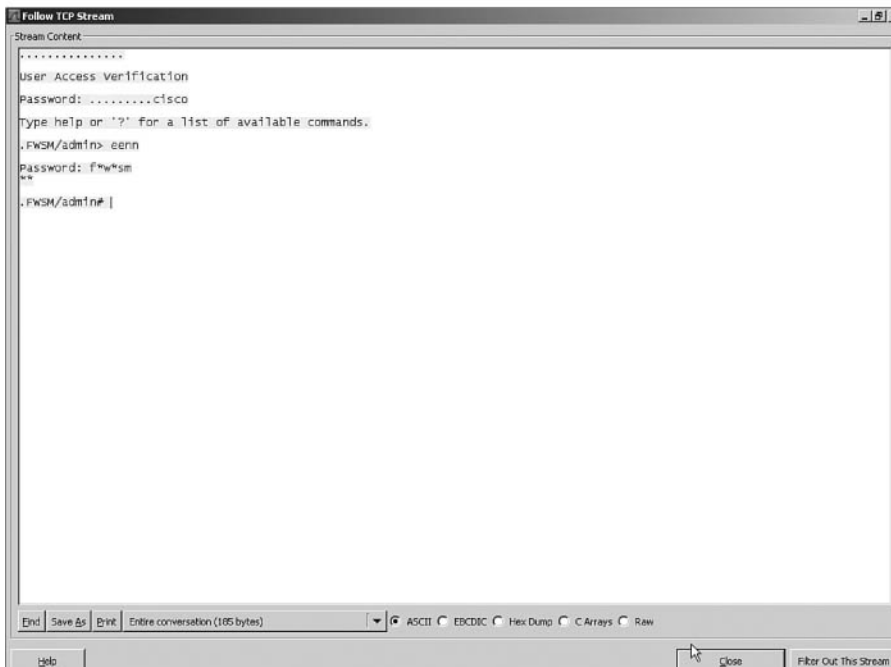 Follow TCP Stream
Stream Content
...............
User Access Verification
Password: .........cisco
Type help or '?' for a list of available commands.
.FWSM/admin> eenn
Password: f*w*sm
**
.FWSM/admin#
Find Save As Print Entire conversation (185 bytes) ASCII EBCDIC Hex Dump C Arrays Raw
Help Close Filter Out This Stream